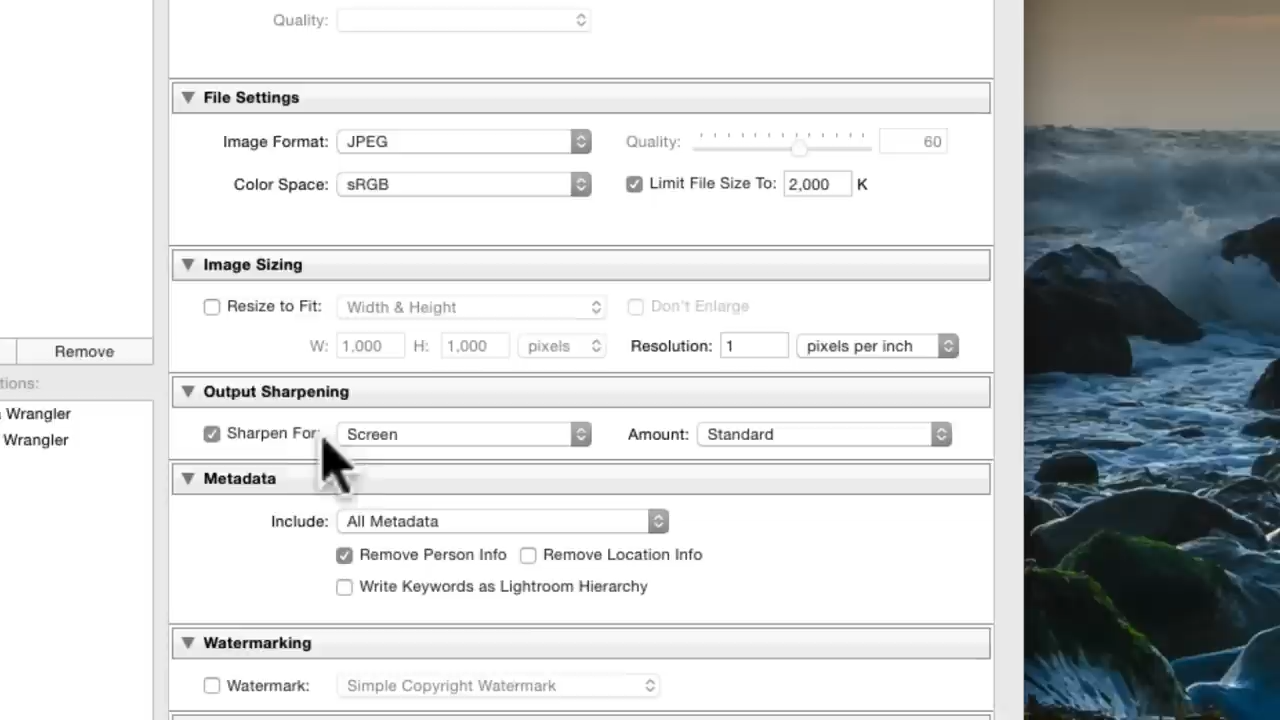 Quality:
File Settings
Image Format: JPEG Quality: 60
Color Space: sRGB Limit File Size To: 2,000 K
Image Sizing
Resize to Fit: Width & Height Don't Enlarge
W: 1,000 H: 1,000 pixels Resolution: 1 pixels per inch
Remove
tions:
Output Sharpening
Wrangler
Sharpen For: Screen Amount: Standard
Wrangler
Metadata
Include: All Metadata
Remove Person Info Remove Location Info
Write Keywords as Lightroom Hierarchy
Watermarking
Watermark: Simple Copyright Watermark